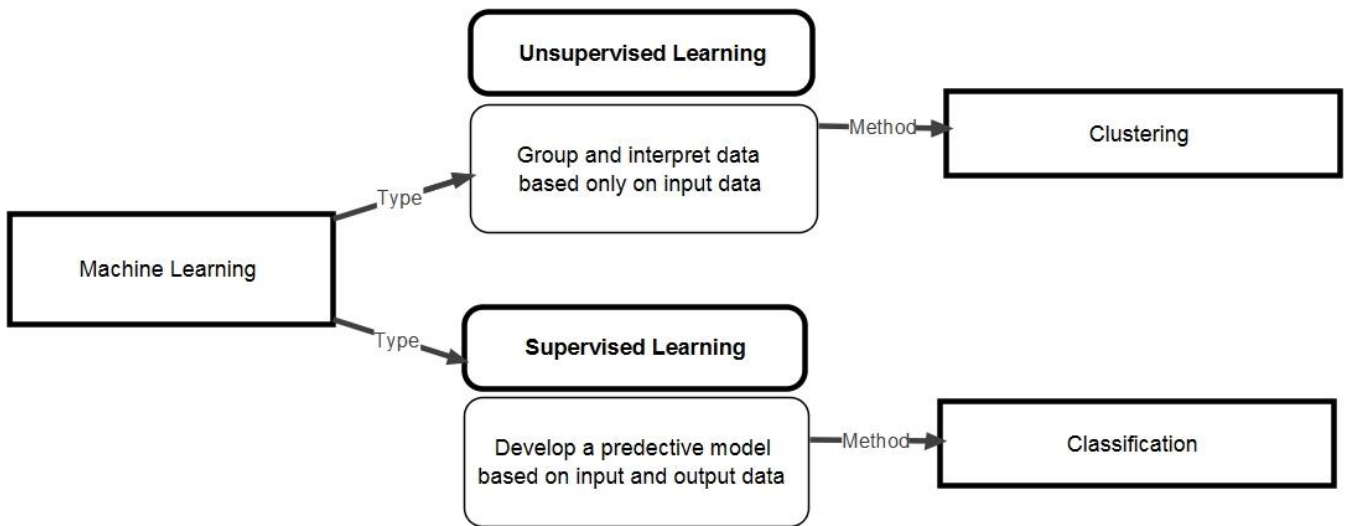 Unsupervised Learning
Group and interpret data
based only on input data
Method
Clustering
Type
Machine Learning
Type
Supervised Learning
Develop a predective model
based on input and output data
Method
Classification